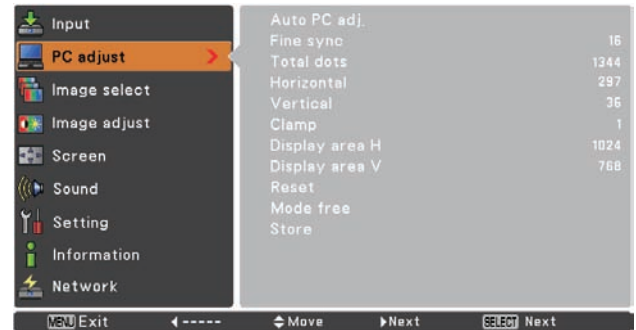 Input
PC adjust
Image select
Image adjust
Screen
Sound
Setting
Information
Network
Auto PC adj.
Fine sync 16
Total dots 1344
Horizontal 297
Vertical 36
Clamp 1
Display area H 1024
Display area V 768
Reset
Mode free
Store
MENU Exit ◀ ----- Move ▶Next SELECT Next